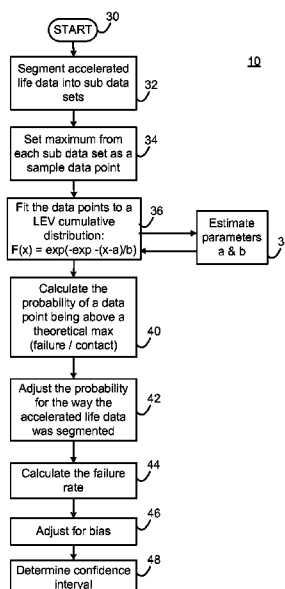 30
START
10
Segment accelerated
life data into sub data
sets
32
34
Set maximum from
each sub data set as a
sample data point
36
Fit the data points to a
LEV cumulative
distribution:
F(x) = exp(-exp -(x-a)/b)
Estimate
parameters
a & b
3
Calculate the
probability of a data
point being above a
theoretical max
(failure / contact)
40
Adjust the probability
for the way the
accelerated life data
was segmented
42
44
Calculate the failure
rate
46
Adjust for bias
48
Determine confidence
interval